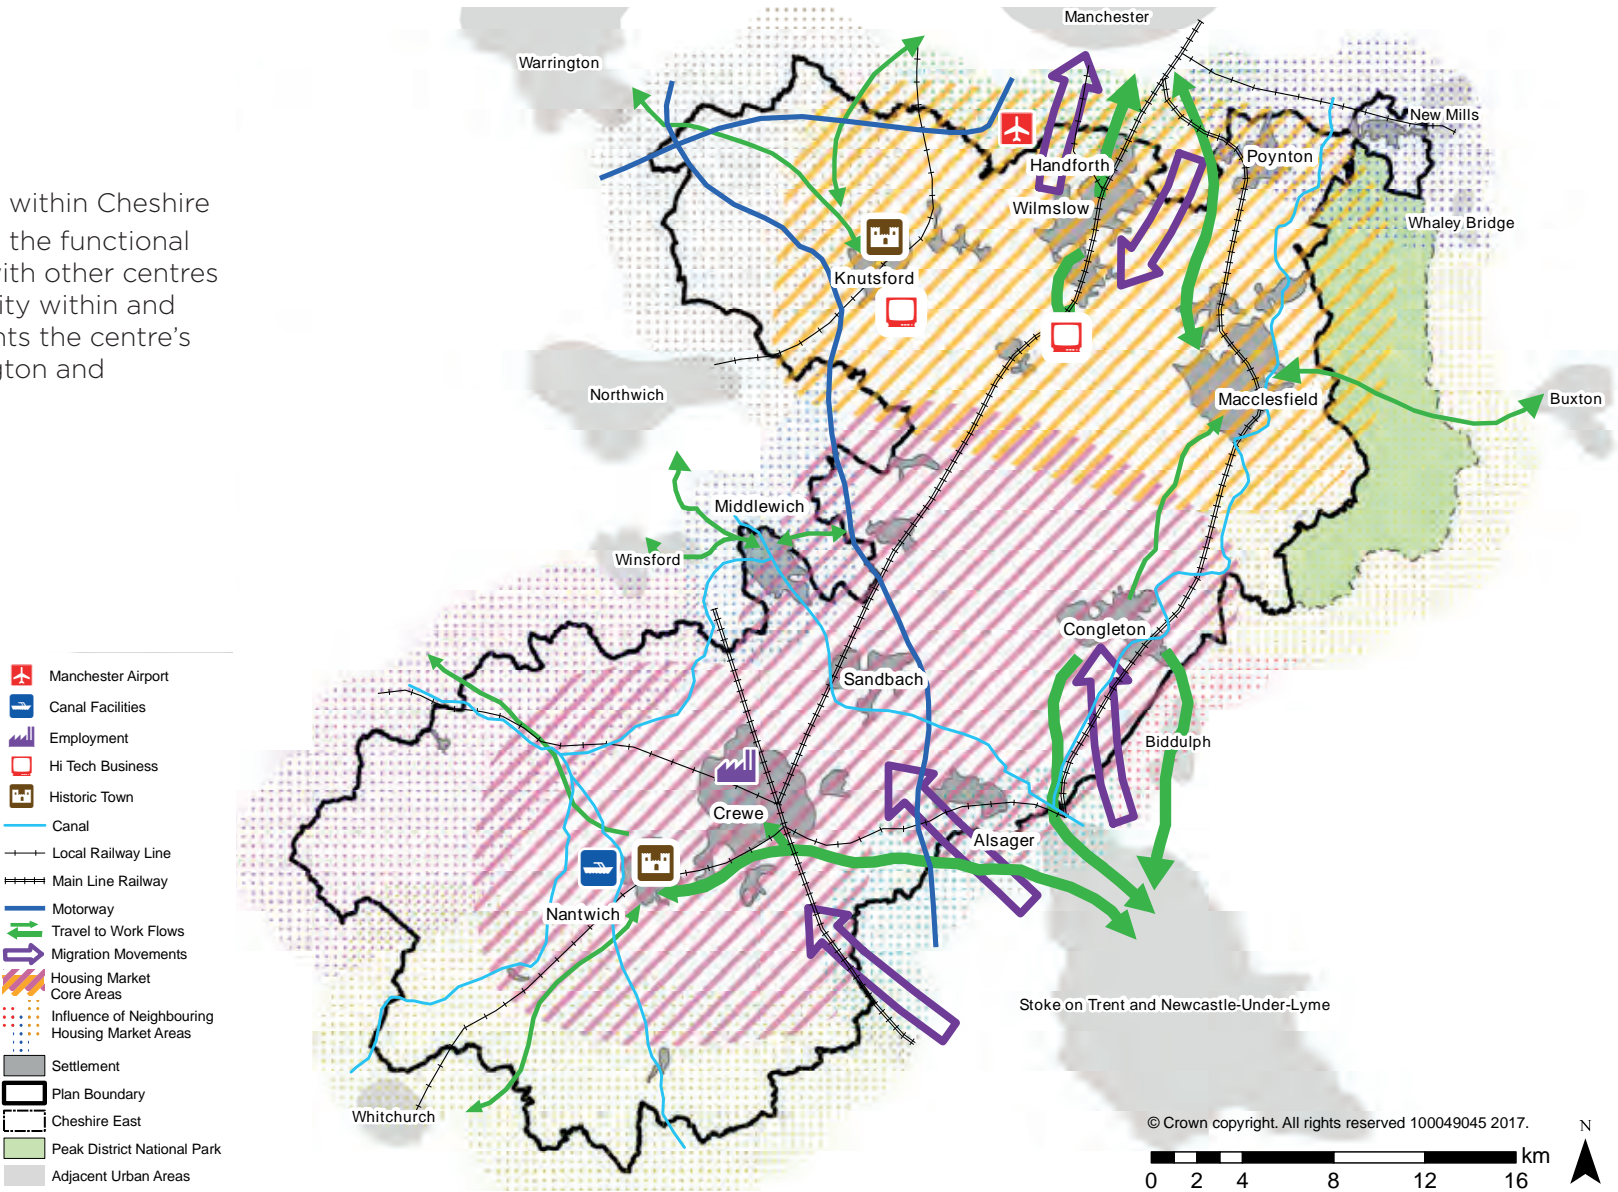 within Cheshire
the functional
with other centres
within and
the centre's
and
Manchester
Warrington
New Mills
Poynton
Handforth
Wilmslow
Whaley Bridge
Knutsford
Northwich
Macclesfield
Buxton
Middlewich
Winsford
Congleton
Sandbach
Biddulph
Crewe
Alsager
Nantwich
Stoke on Trent and Newcastle-Under-Lyme
Whitchurch
Manchester Airport
Canal Facilities
Employment
Hi Tech Business
Historic Town
Canal
Local Railway Line
Main Line Railway
Motorway
Travel to Work Flows
Migration Movements
Housing Market
Core Areas
Influence of Neighbouring
Housing Market Areas
Settlement
Plan Boundary
Cheshire East
Peak District National Park
Adjacent Urban Areas
© Crown copyright. All rights reserved 100049045 2017.
N
km
0 2 4 8 12 16